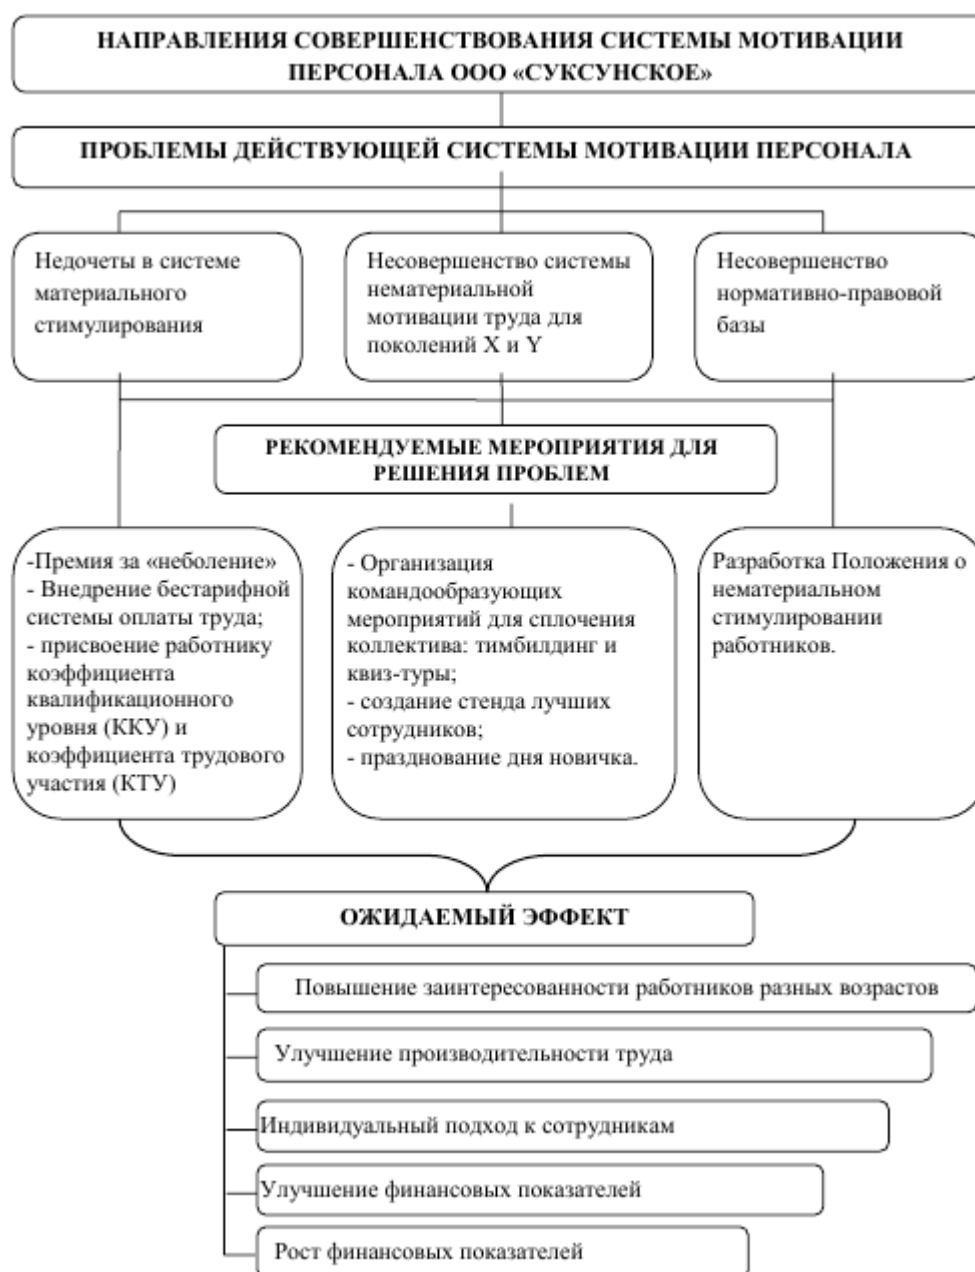 НАПРАВЛЕНИЯ СОВЕРШЕНСТВОВАНИЯ СИСТЕМЫ МОТИВАЦИИ
ПЕРСОНАЛА ООО «СУКСУНСКОЕ»
ПРОБЛЕМЫ ДЕЙСТВУЮЩЕЙ СИСТЕМЫ МОТИВАЦИИ ПЕРСОНАЛА
Недочеты в системе
материального
стимулирования
Несовершенство системы
нематериальной
мотивации труда для
поколений X и Y
Несовершенство
нормативно-правовой
базы
РЕКОМЕНДУЕМЫЕ МЕРОПРИЯТИЯ ДЛЯ
РЕШЕНИЯ ПРОБЛЕМ
-Премия за «неболение»
- Внедрение бестарифной
системы оплаты труда;
- присвоение работнику
коэффициента
квалификационного
уровня (ККУ) и
коэффициента трудового
участия (КТУ)
- Организация
командообразующих
мероприятий для сплочения
коллектива: тимбилдинг и
квиз-туры;
- создание стенда лучших
сотрудников;
- празднование дня новичка.
Разработка Положения о
нематериальном
стимулировании
работников.
ОЖИДАЕМЫЙ ЭФФЕКТ
Повышение заинтересованности работников разных возрастов
Улучшение производительности труда
Индивидуальный подход к сотрудникам
Улучшение финансовых показателей
Рост финансовых показателей